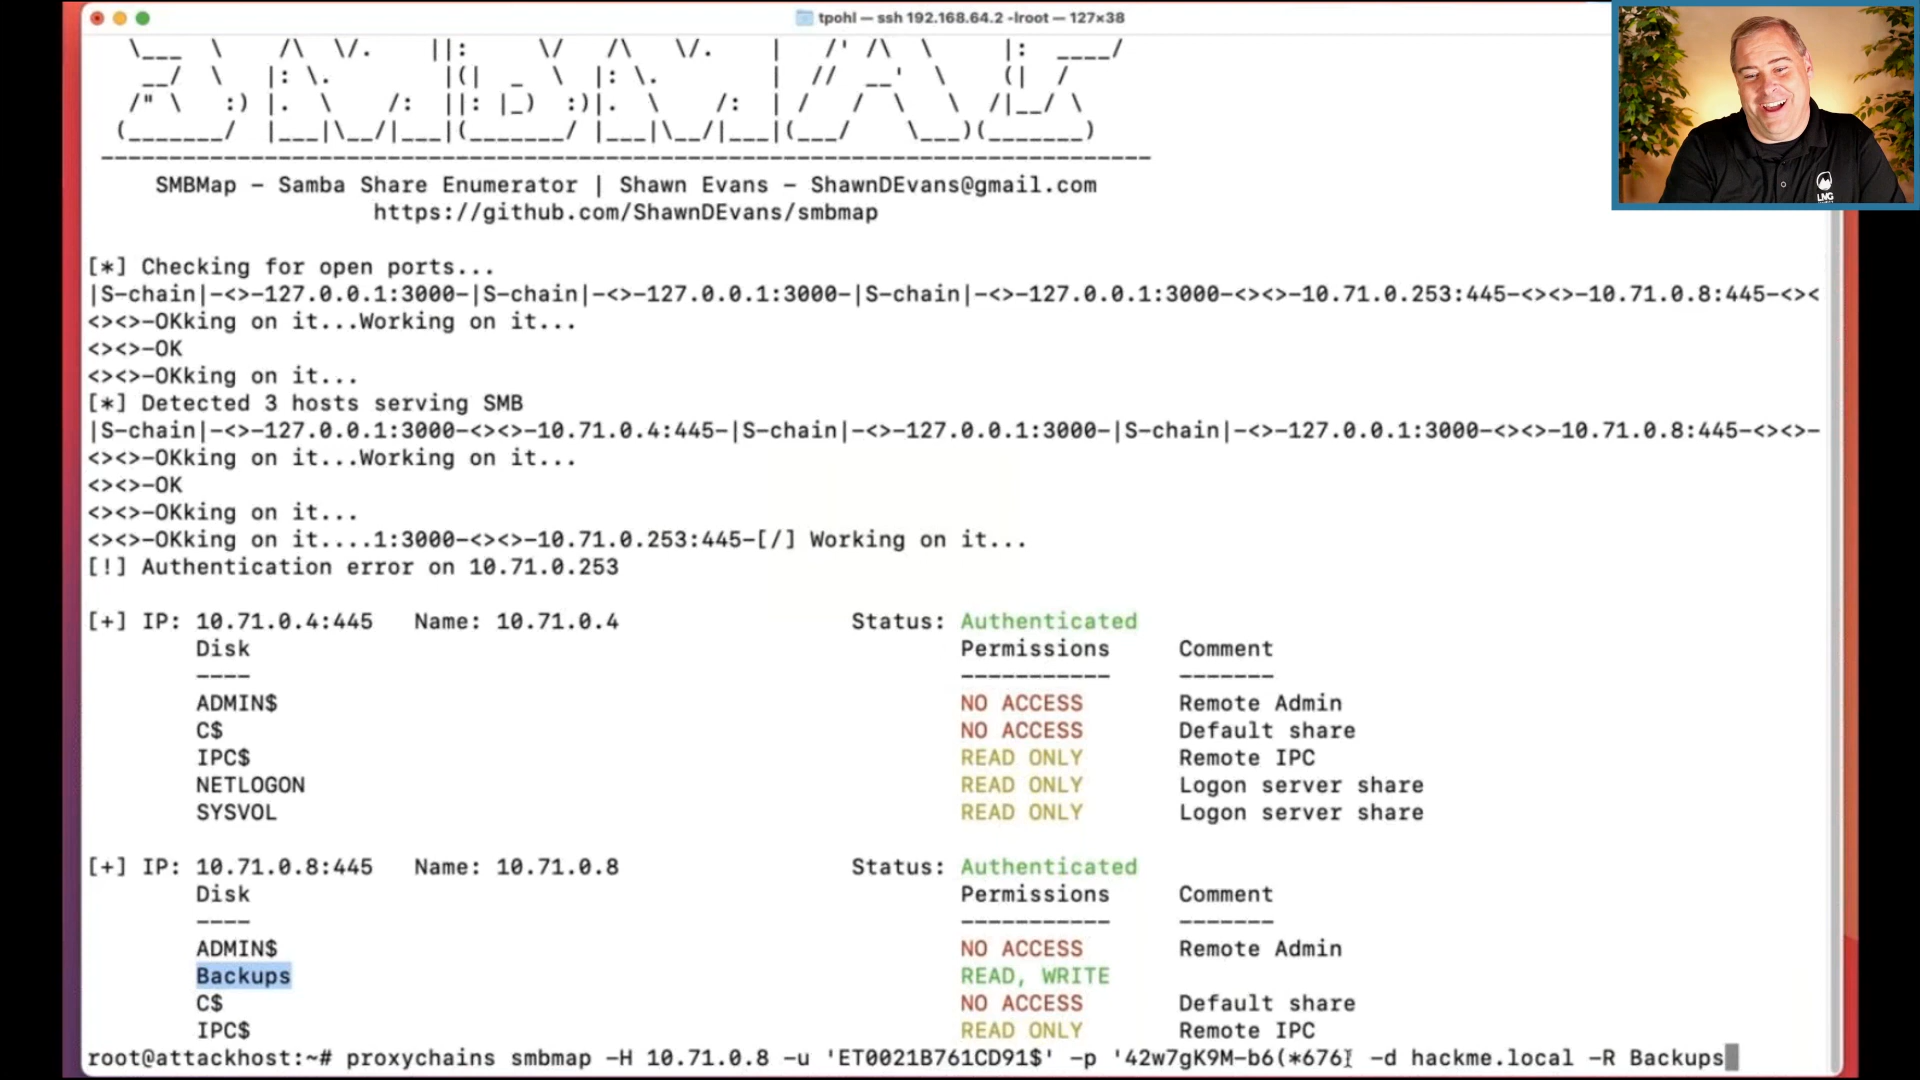 tpohl — ssh 192.168.64.2 -lroot — 127×38
SMBMap - Samba Share Enumerator | Shawn Evans - ShawnDEvans@gmail.com
https://github.com/ShawnDEvans/smbmap
[*] Checking for open ports...
|S-chain|-<>-127.0.0.1:3000-|S-chain|-<>-127.0.0.1:3000-|S-chain|-<>-127.0.0.1:3000-<><>-10.71.0.253:445-<><>-10.71.0.8:445-<><
<><>-OKking on it...Working on it...
<><>-OK
<><>-OKking on it...
[*] Detected 3 hosts serving SMB
|S-chain|-<>-127.0.0.1:3000-<><>-10.71.0.4:445-|S-chain|-<>-127.0.0.1:3000-|S-chain|-<>-127.0.0.1:3000-<><>-10.71.0.8:445-<><>-
<><>-OKking on it...Working on it...
<><>-OK
<><>-OKking on it...
<><>-OKking on it....1:3000-<><>-10.71.0.253:445-[/] Working on it...
[!] Authentication error on 10.71.0.253
[+] IP: 10.71.0.4:445 Name: 10.71.0.4 Status: Authenticated
Disk Permissions Comment
---- ----------- -------
ADMIN$ NO ACCESS Remote Admin
C$ NO ACCESS Default share
IPC$ READ ONLY Remote IPC
NETLOGON READ ONLY Logon server share
SYSVOL READ ONLY Logon server share
[+] IP: 10.71.0.8:445 Name: 10.71.0.8 Status: Authenticated
Disk Permissions Comment
---- ----------- -------
ADMIN$ NO ACCESS Remote Admin
Backups READ, WRITE
C$ NO ACCESS Default share
IPC$ READ ONLY Remote IPC
root@attackhost:~# proxychains smbmap -H 10.71.0.8 -u 'ET0021B761CD91$' -p '42w7gK9M-b6(*676 -d hackme.local -R Backups
LNG